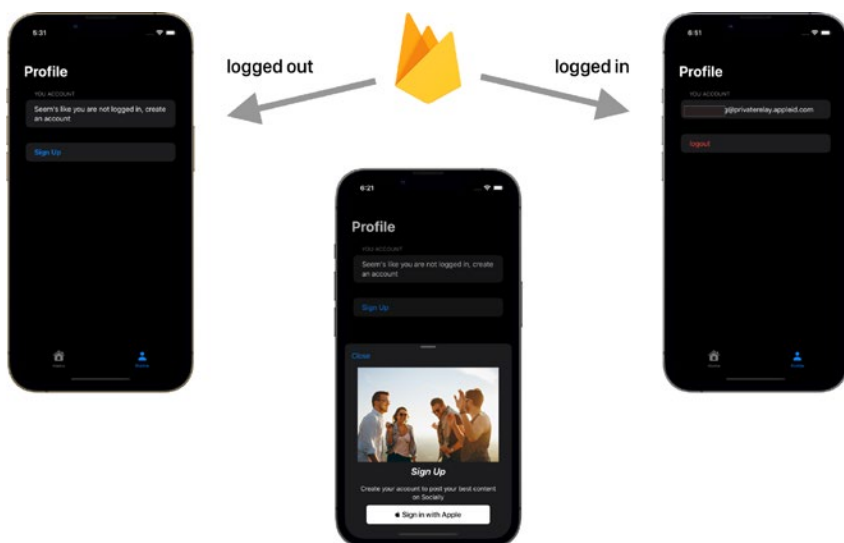 5:31
Profile
YOU ACCOUNT
Seem's like you are not logged in, create
an account
Sign Up
Profile
logged out
logged in
6:51
Profile
YOU ACCOUNT
g@privaterelay.appleid.com
logout
Profile
6:21
Profile
YOU ACCOUNT
Seem's like you are not logged in, create
an account
Sign Up
Close
Sign Up
Create your account to post your best content
on Socially
Sign in with Apple